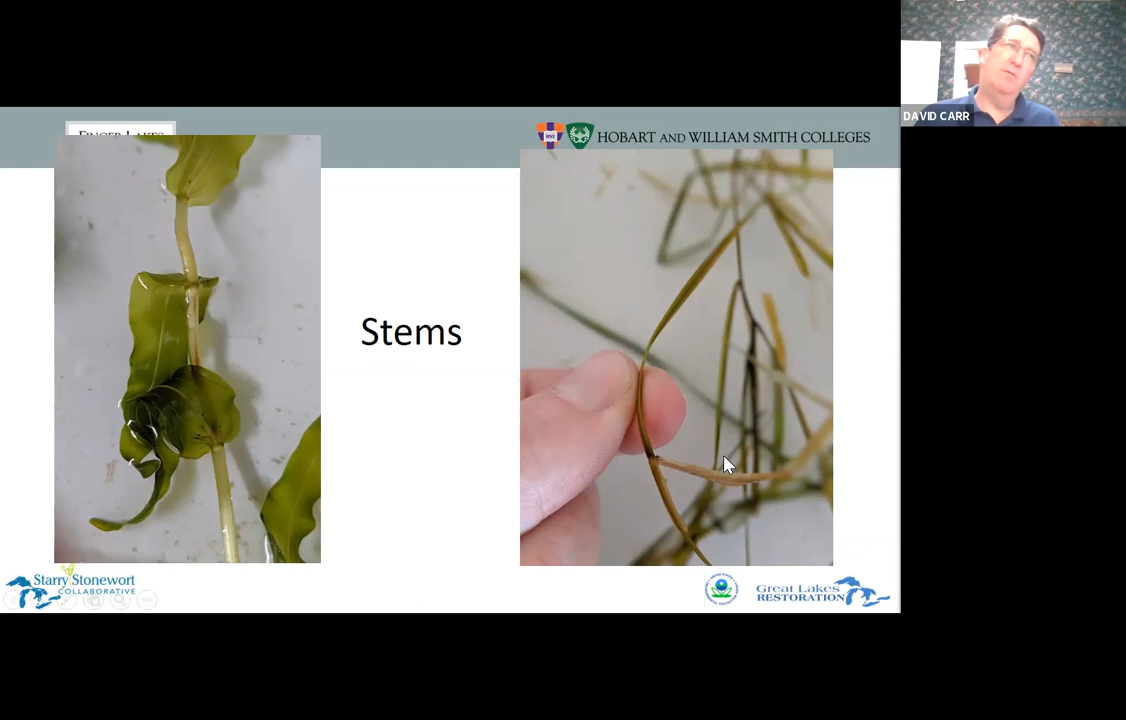 FINGER LAKES
HOBART AND WILLIAM SMITH COLLEGES
DAVID CARR
Stems
Starry Stonewort
COLLABORATIVE
Great Lakes
RESTORATION